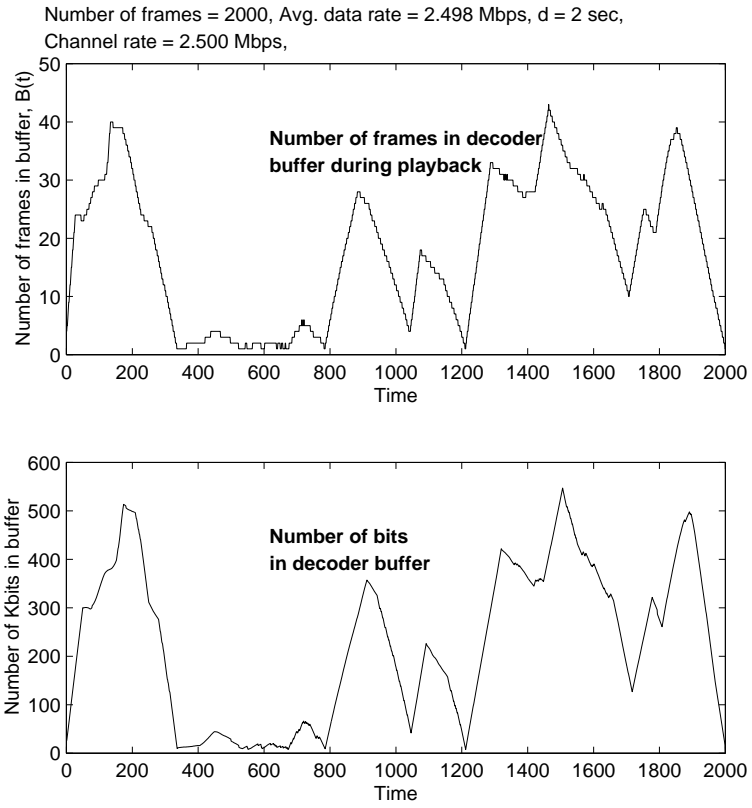 Number of frames = 2000, Avg. data rate = 2.498 Mbps, d = 2 sec,
Channel rate = 2.500 Mbps,
50
40
30
20
10
0
Number of frames in buffer, B(t)
Number of frames in decoder
buffer during playback
0 200 400 600 800 1000 1200 1400 1600 1800 2000
Time
600
500
400
300
200
100
0
Number of Kbits in buffer
Number of bits
in decoder buffer
0 200 400 600 800 1000 1200 1400 1600 1800 2000
Time